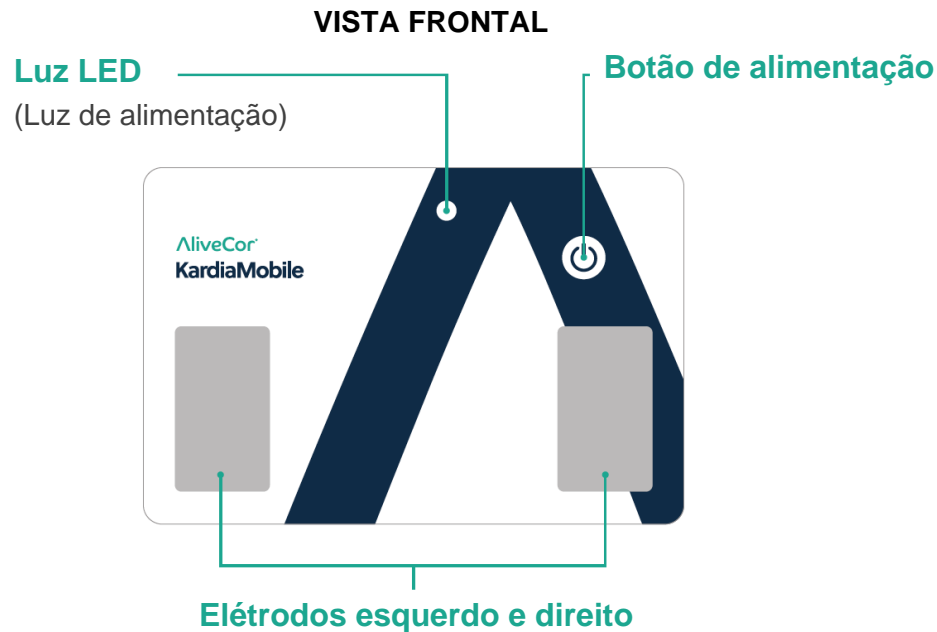 VISTA FRONTAL
Luz LED
(Luz de alimentação)
Botão de alimentação
AliveCor
KardiaMobile
Elétrodos esquerdo e direito